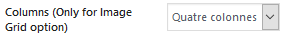 Columns (Only for Image
Grid option)
Quatre colonnes